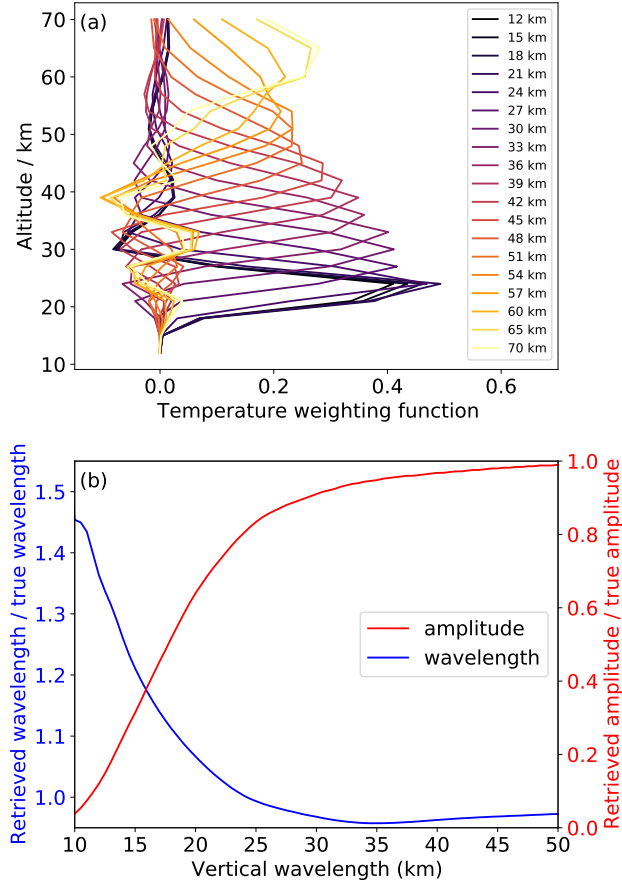 (a)
70
60
50
40
30
20
10
Altitude / km
0.0 0.2 0.4 0.6
Temperature weighting function
12 km
15 km
18 km
21 km
24 km
27 km
30 km
33 km
36 km
39 km
42 km
45 km
48 km
51 km
54 km
57 km
60 km
65 km
70 km
(b)
1.5
1.4
1.3
1.2
1.1
1.0
Retrieved wavelength / true wavelength
amplitude
wavelength
1.0
0.8
0.6
0.4
0.2
0.0
Retrieved amplitude / true amplitude
10 15 20 25 30 35 40 45 50
Vertical wavelength (km)